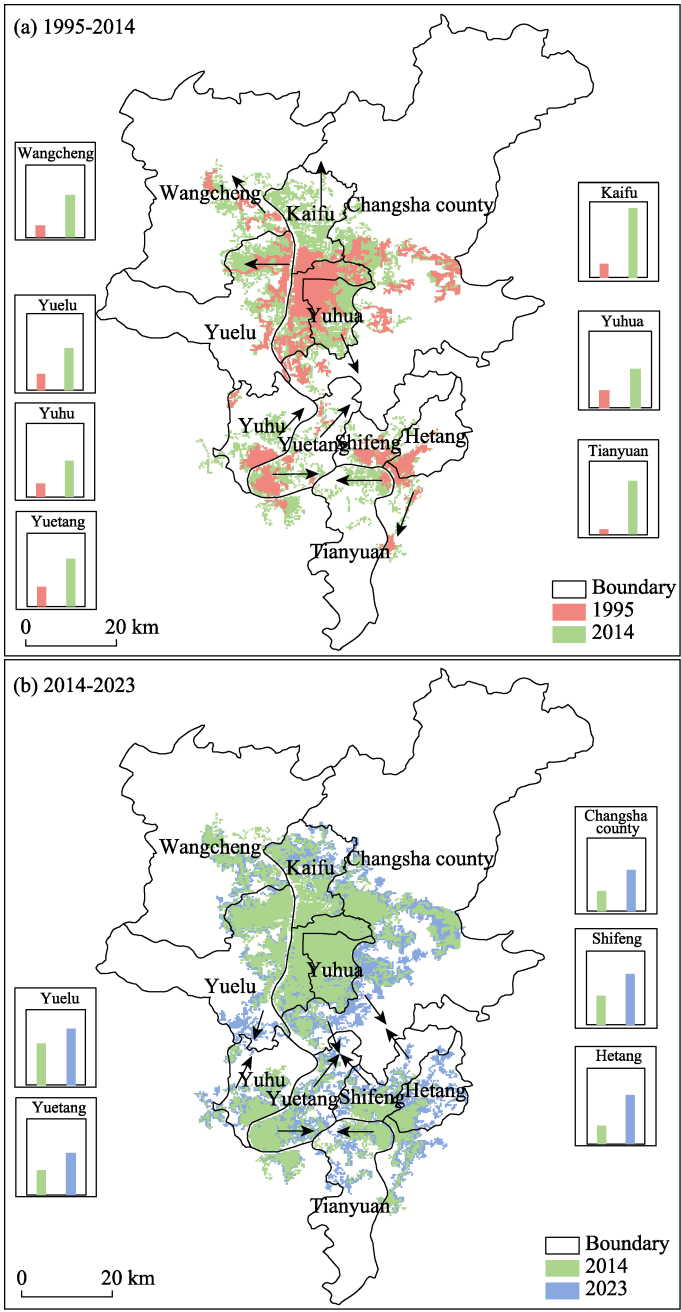 (a) 1995-2014
Wangcheng
Yuelu
Yuhu
Yuetang
Wangcheng
Kaifu
Changsha county
Yuelu
Yuhua
Yuhu
Yuetang
Shifeng
Hetang
Tianyuan
Kaifu
Yuhua
Tianyuan
Boundary
1995
2014
0 20 km
(b) 2014-2023
Wangcheng
Kaifu
Changsha county
Yuelu
Yuhua
Yuhu
Yuetang
Shifeng
Hetang
Tianyuan
Yuelu
Yuetang
Changsha
county
Shifeng
Hetang
Boundary
2014
2023
0 20 km